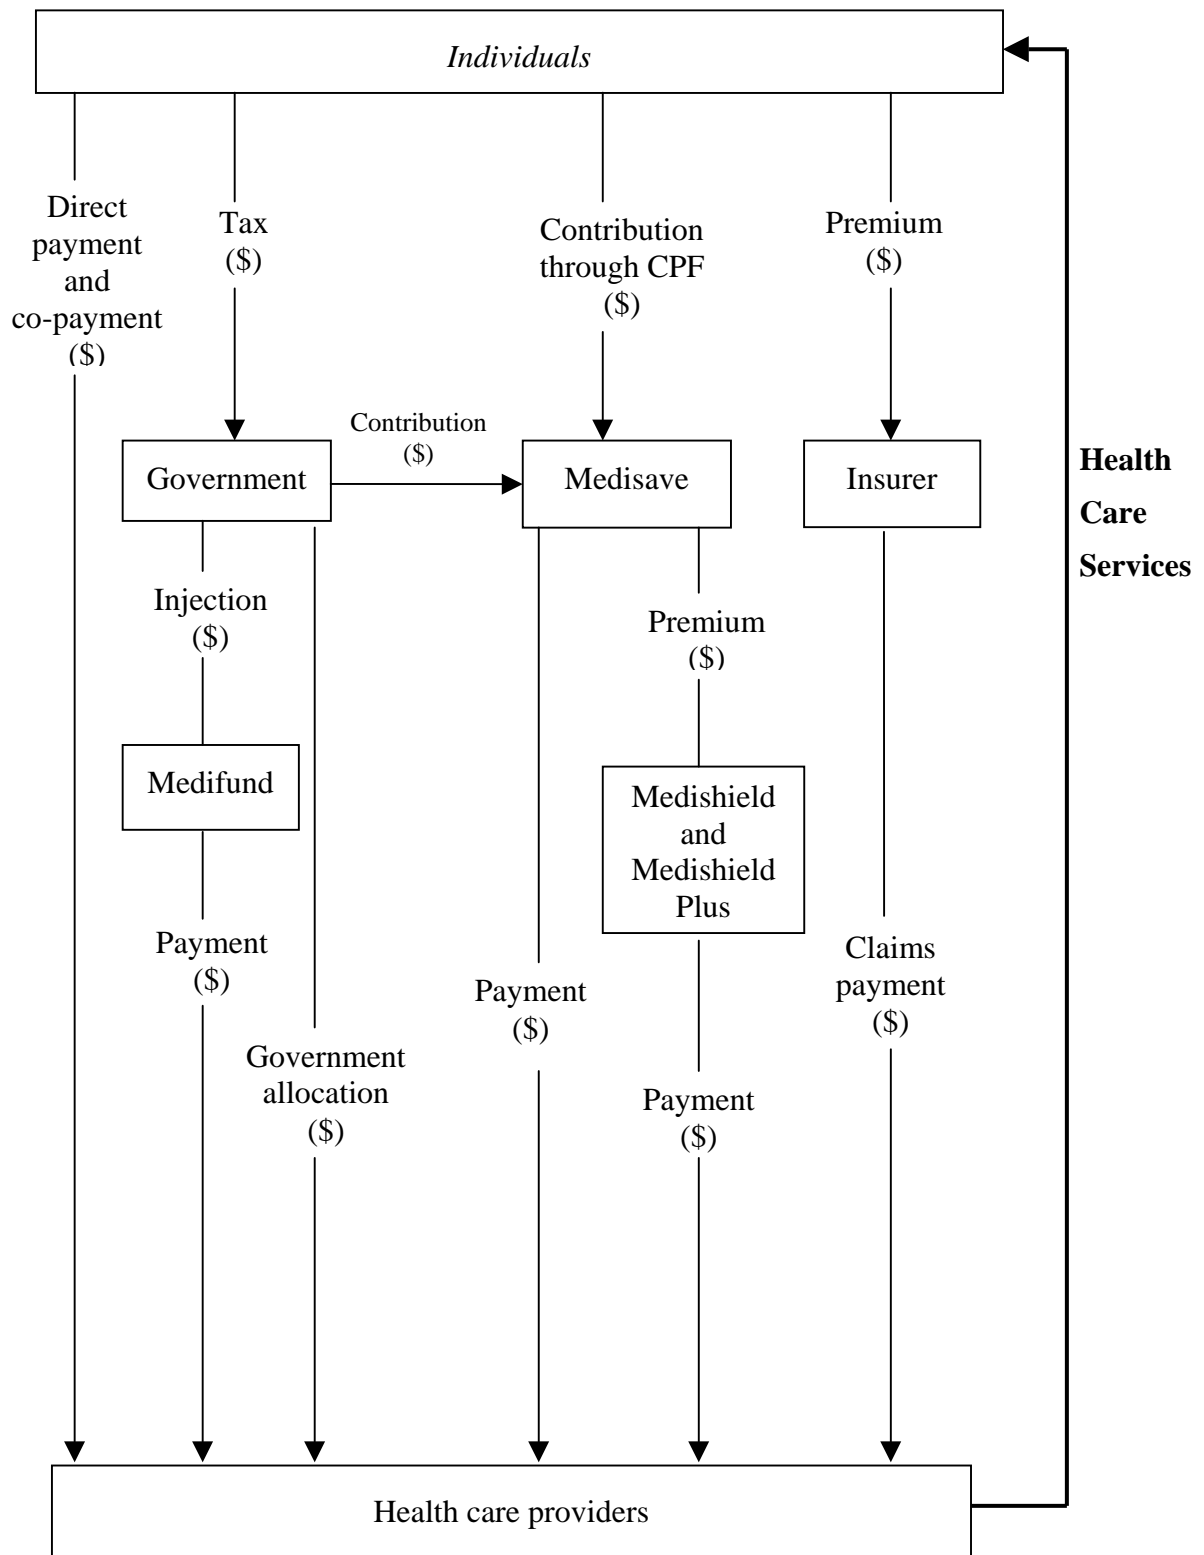 Individuals
Direct
payment
and
co-payment
($)
Tax
($)
Contribution
through CPF
($)
Premium
($)
Government
Contribution
($)
Medisave
Insurer
Health
Care
Services
Injection
($)
Premium
($)
Medifund
Medishield
and
Medishield
Plus
Payment
($)
Government
allocation
($)
Payment
($)
Payment
($)
Claims
payment
($)
Health care providers